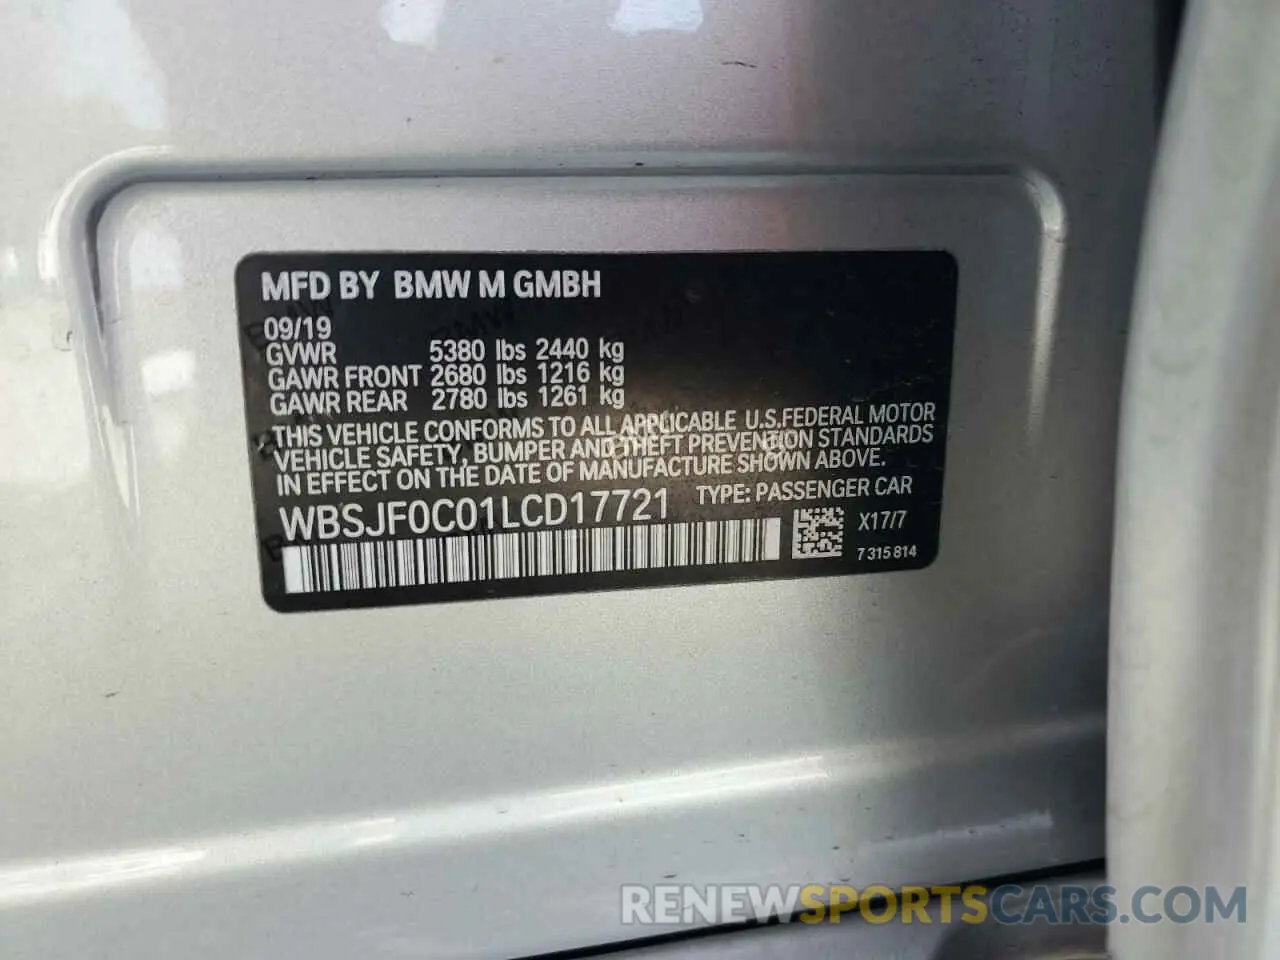 MFD BY BMW M GMBH
09/19
GVWR 5380 lbs 2440 kg
GAWR FRONT 2680 lbs 1216 kg
GAWR REAR 2780 lbs 1261 kg
THIS VEHICLE CONFORMS TO ALL APPLICABLE U.S.FEDERAL MOTOR
VEHICLE SAFETY, BUMPER AND THEFT PREVENTION STANDARDS
IN EFFECT ON THE DATE OF MANUFACTURE SHOWN ABOVE.
WBSJF0C01LCD17721 TYPE: PASSENGER CAR
X17/7
7 315 814
RENEWSPORTSCARS.COM